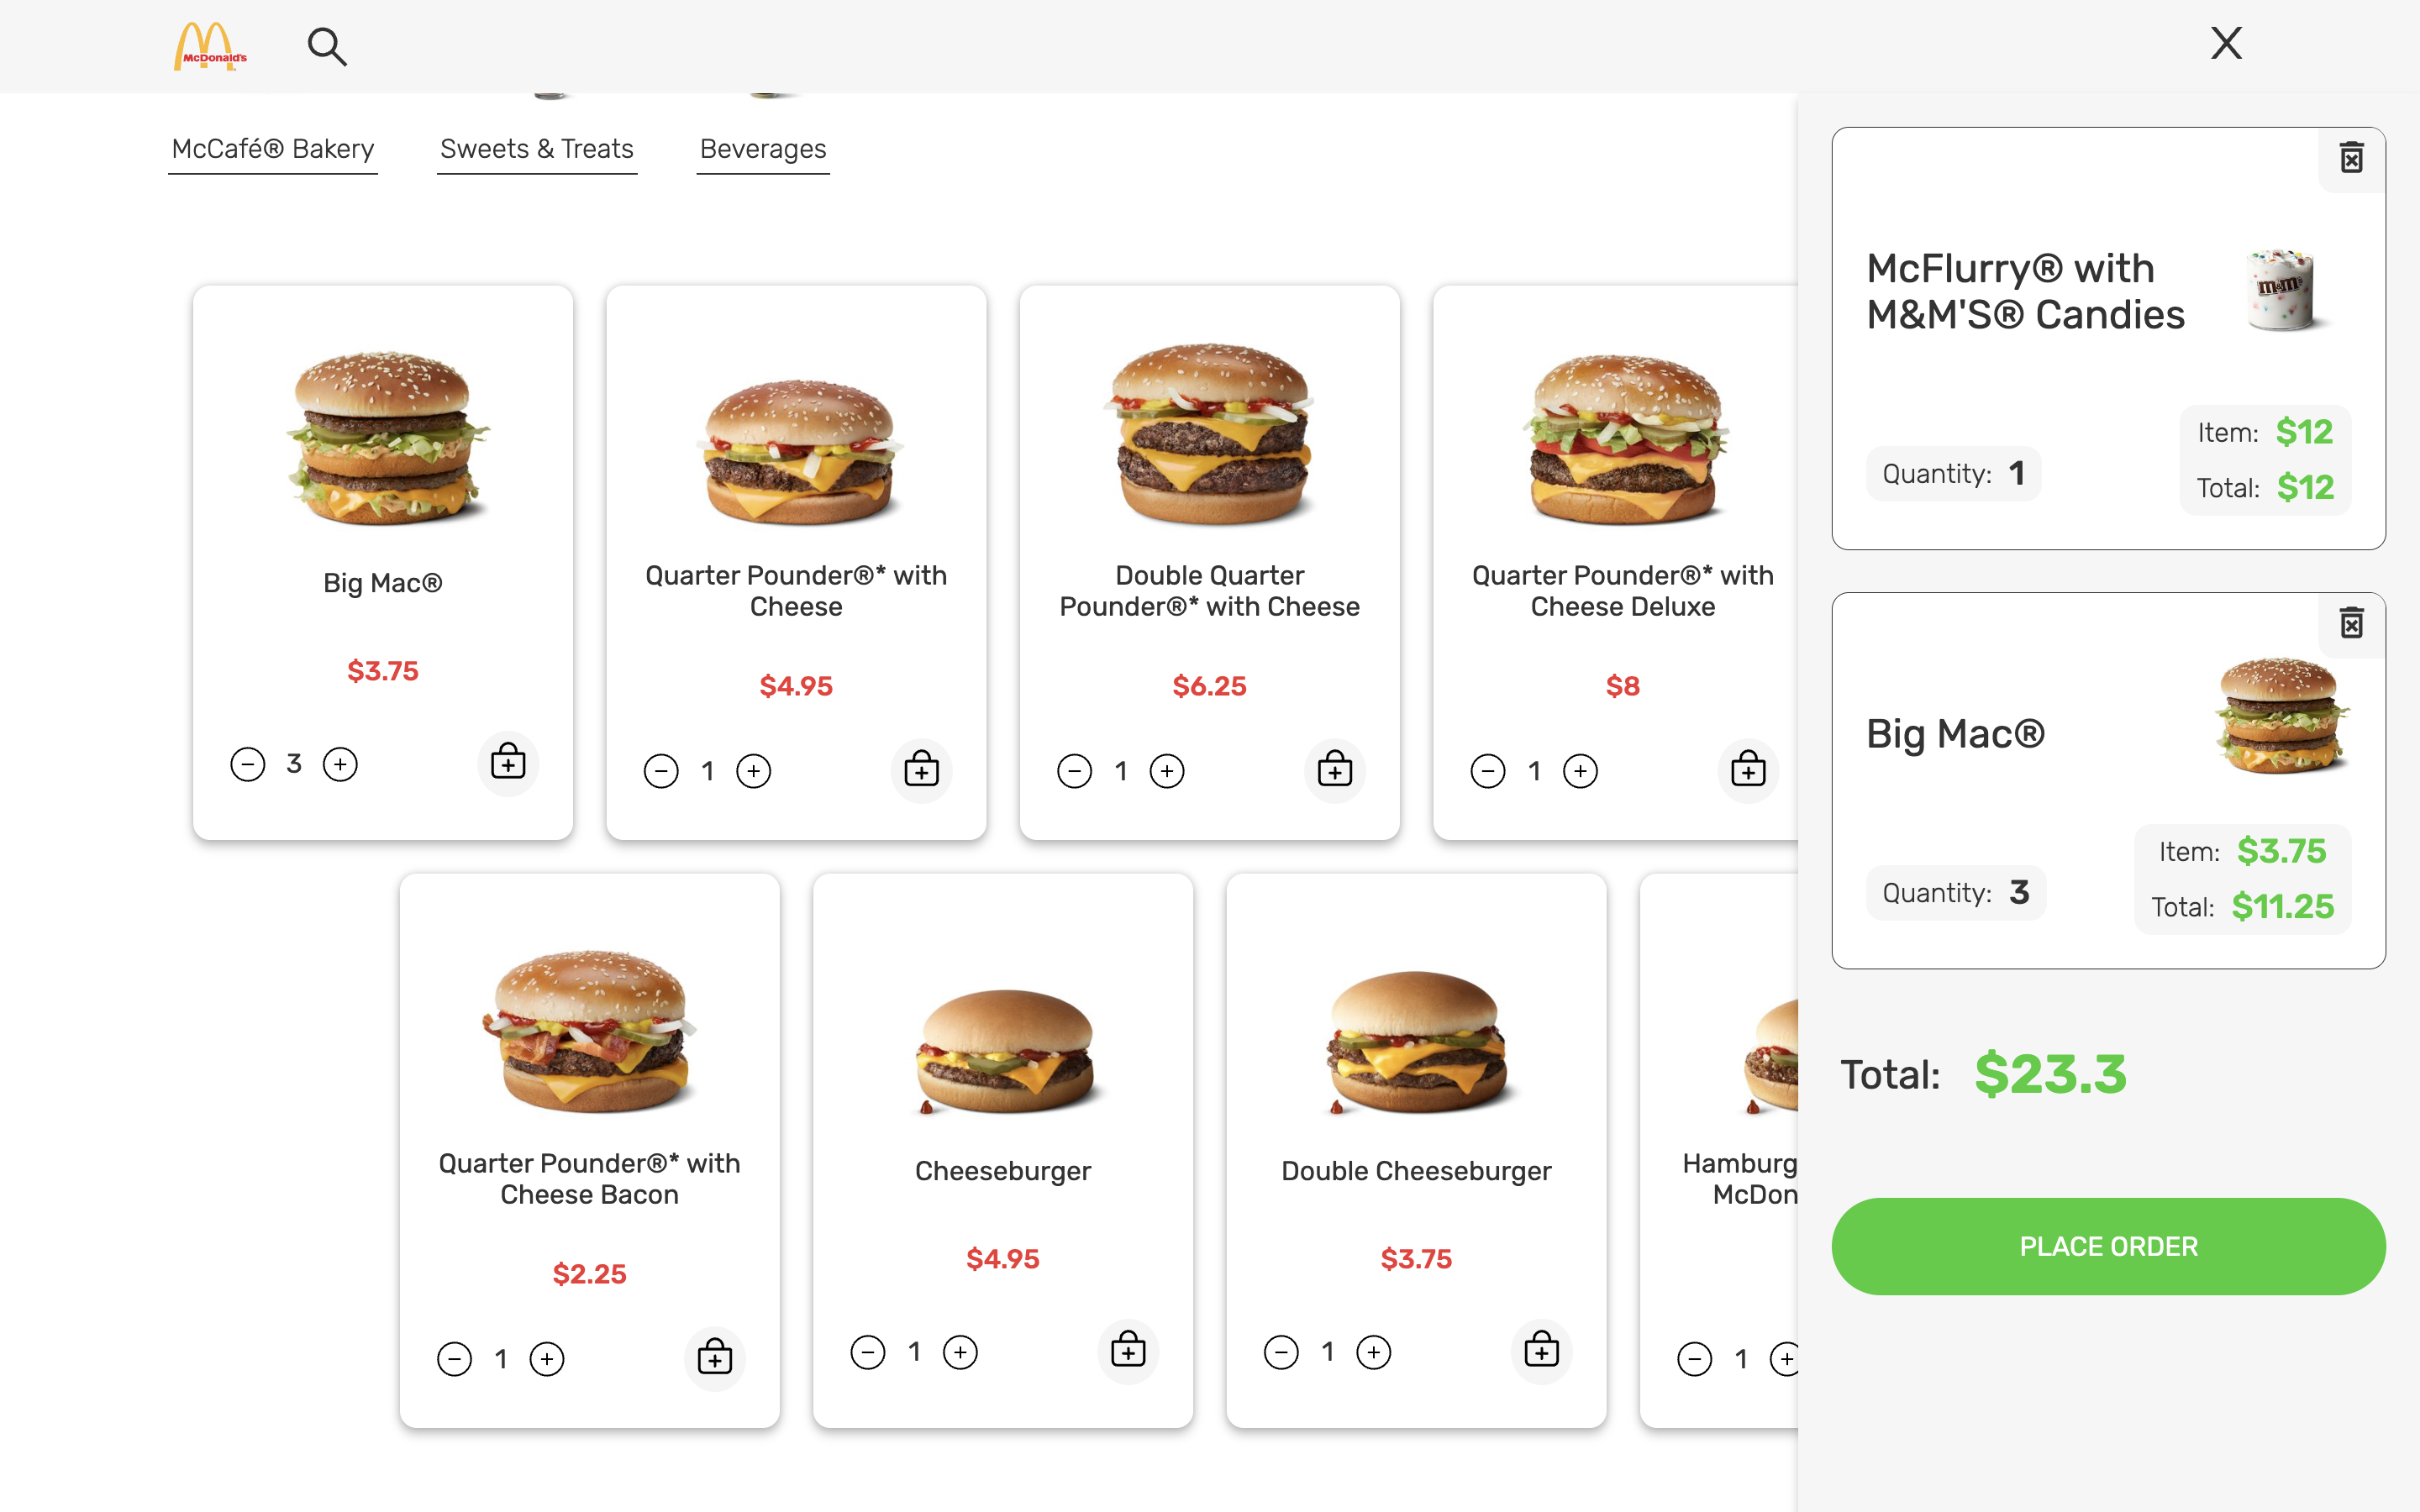 McDonald's
X
McCafé® Bakery
Sweets & Treats
Beverages
Big Mac®
$3.75
3
Quarter Pounder®* with
Cheese
$4.95
1
Double Quarter
Pounder®* with Cheese
$6.25
1
Quarter Pounder®* with
Cheese Deluxe
$8
1
Quarter Pounder®* with
Cheese Bacon
$2.25
1
Cheeseburger
$4.95
1
Double Cheeseburger
$3.75
1
Hamburg
McDon
1
McFlurry® with
M&M'S® Candies
m&m's
Quantity: 1
Item: $12
Total: $12
Big Mac®
Quantity: 3
Item: $3.75
Total: $11.25
Total: $23.3
PLACE ORDER